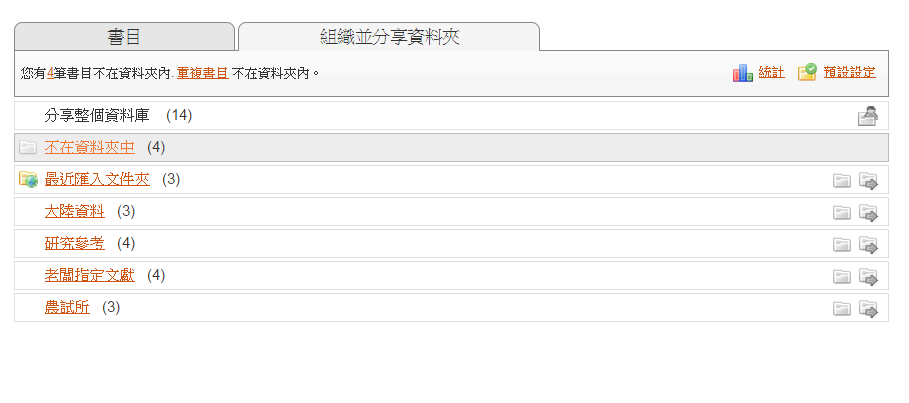 書目 組織並分享資料夾
您有4筆書目不在資料夾內. 重複書目 不在資料夾內。 統計 預設設定
分享整個資料庫 (14)
不在資料夾中 (4)
最近匯入文件夾 (3)
大陸資料 (3)
研究參考 (4)
老闆指定文獻 (4)
農試所 (3)